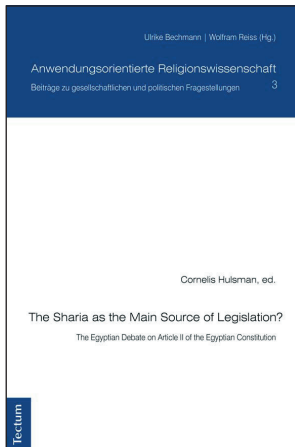 Ulrike Bechmann | Wolfram Reiss (Hg.)
Anwendungsorientierte Religionswissenschaft
Beiträge zu gesellschaftlichen und politischen Fragestellungen 3
Cornelis Hulsman, ed.
The Sharia as the Main Source of Legislation?
The Egyptian Debate on Article II of the Egyptian Constitution
Tectum